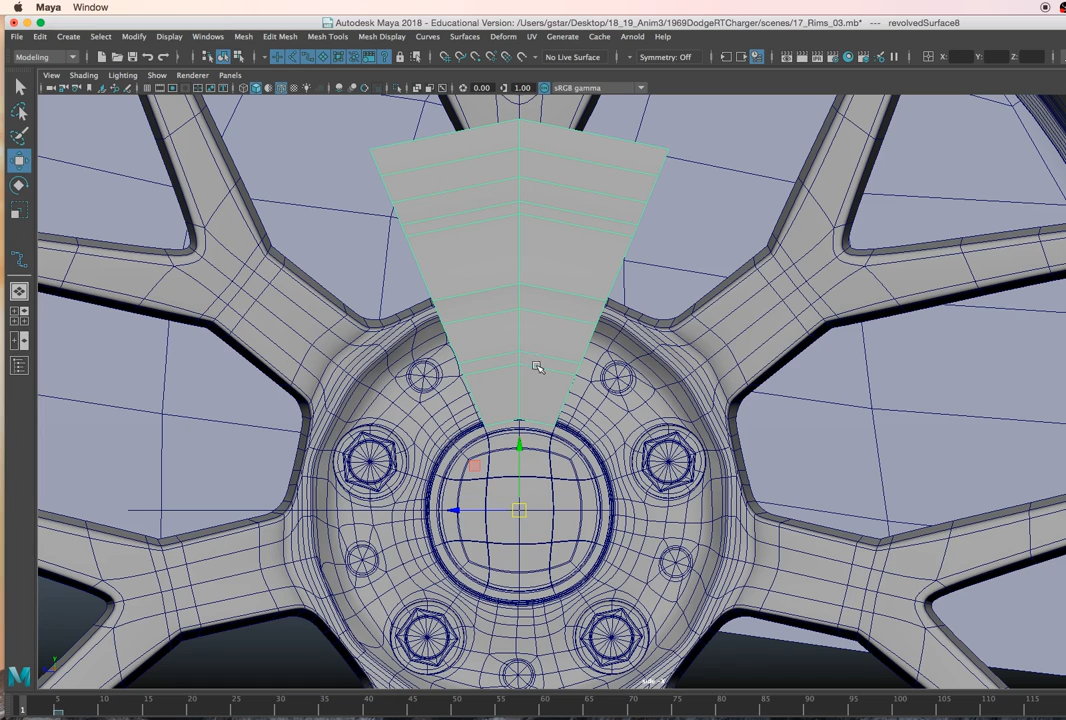 Maya Window
Autodesk Maya 2018 - Educational Version: /Users/gstar/Desktop/18_19_Anim3/1969DodgeRTCharger/scenes/17_Rims_03.mb* --- revolvedSurface8
File Edit Create Select Modify Display Windows Mesh Edit Mesh Mesh Tools Mesh Display Curves Surfaces Deform UV Generate Cache Arnold Help
Modeling No Live Surface Symmetry: Off X: Y: Z:
View Shading Lighting Show Renderer Panels
0.00 1.00 sRGB gamma
side -X
5 10 15 20 25 30 35 40 45 50 55 60 65 70 75 80 85 90 95 100 105 110 115
1